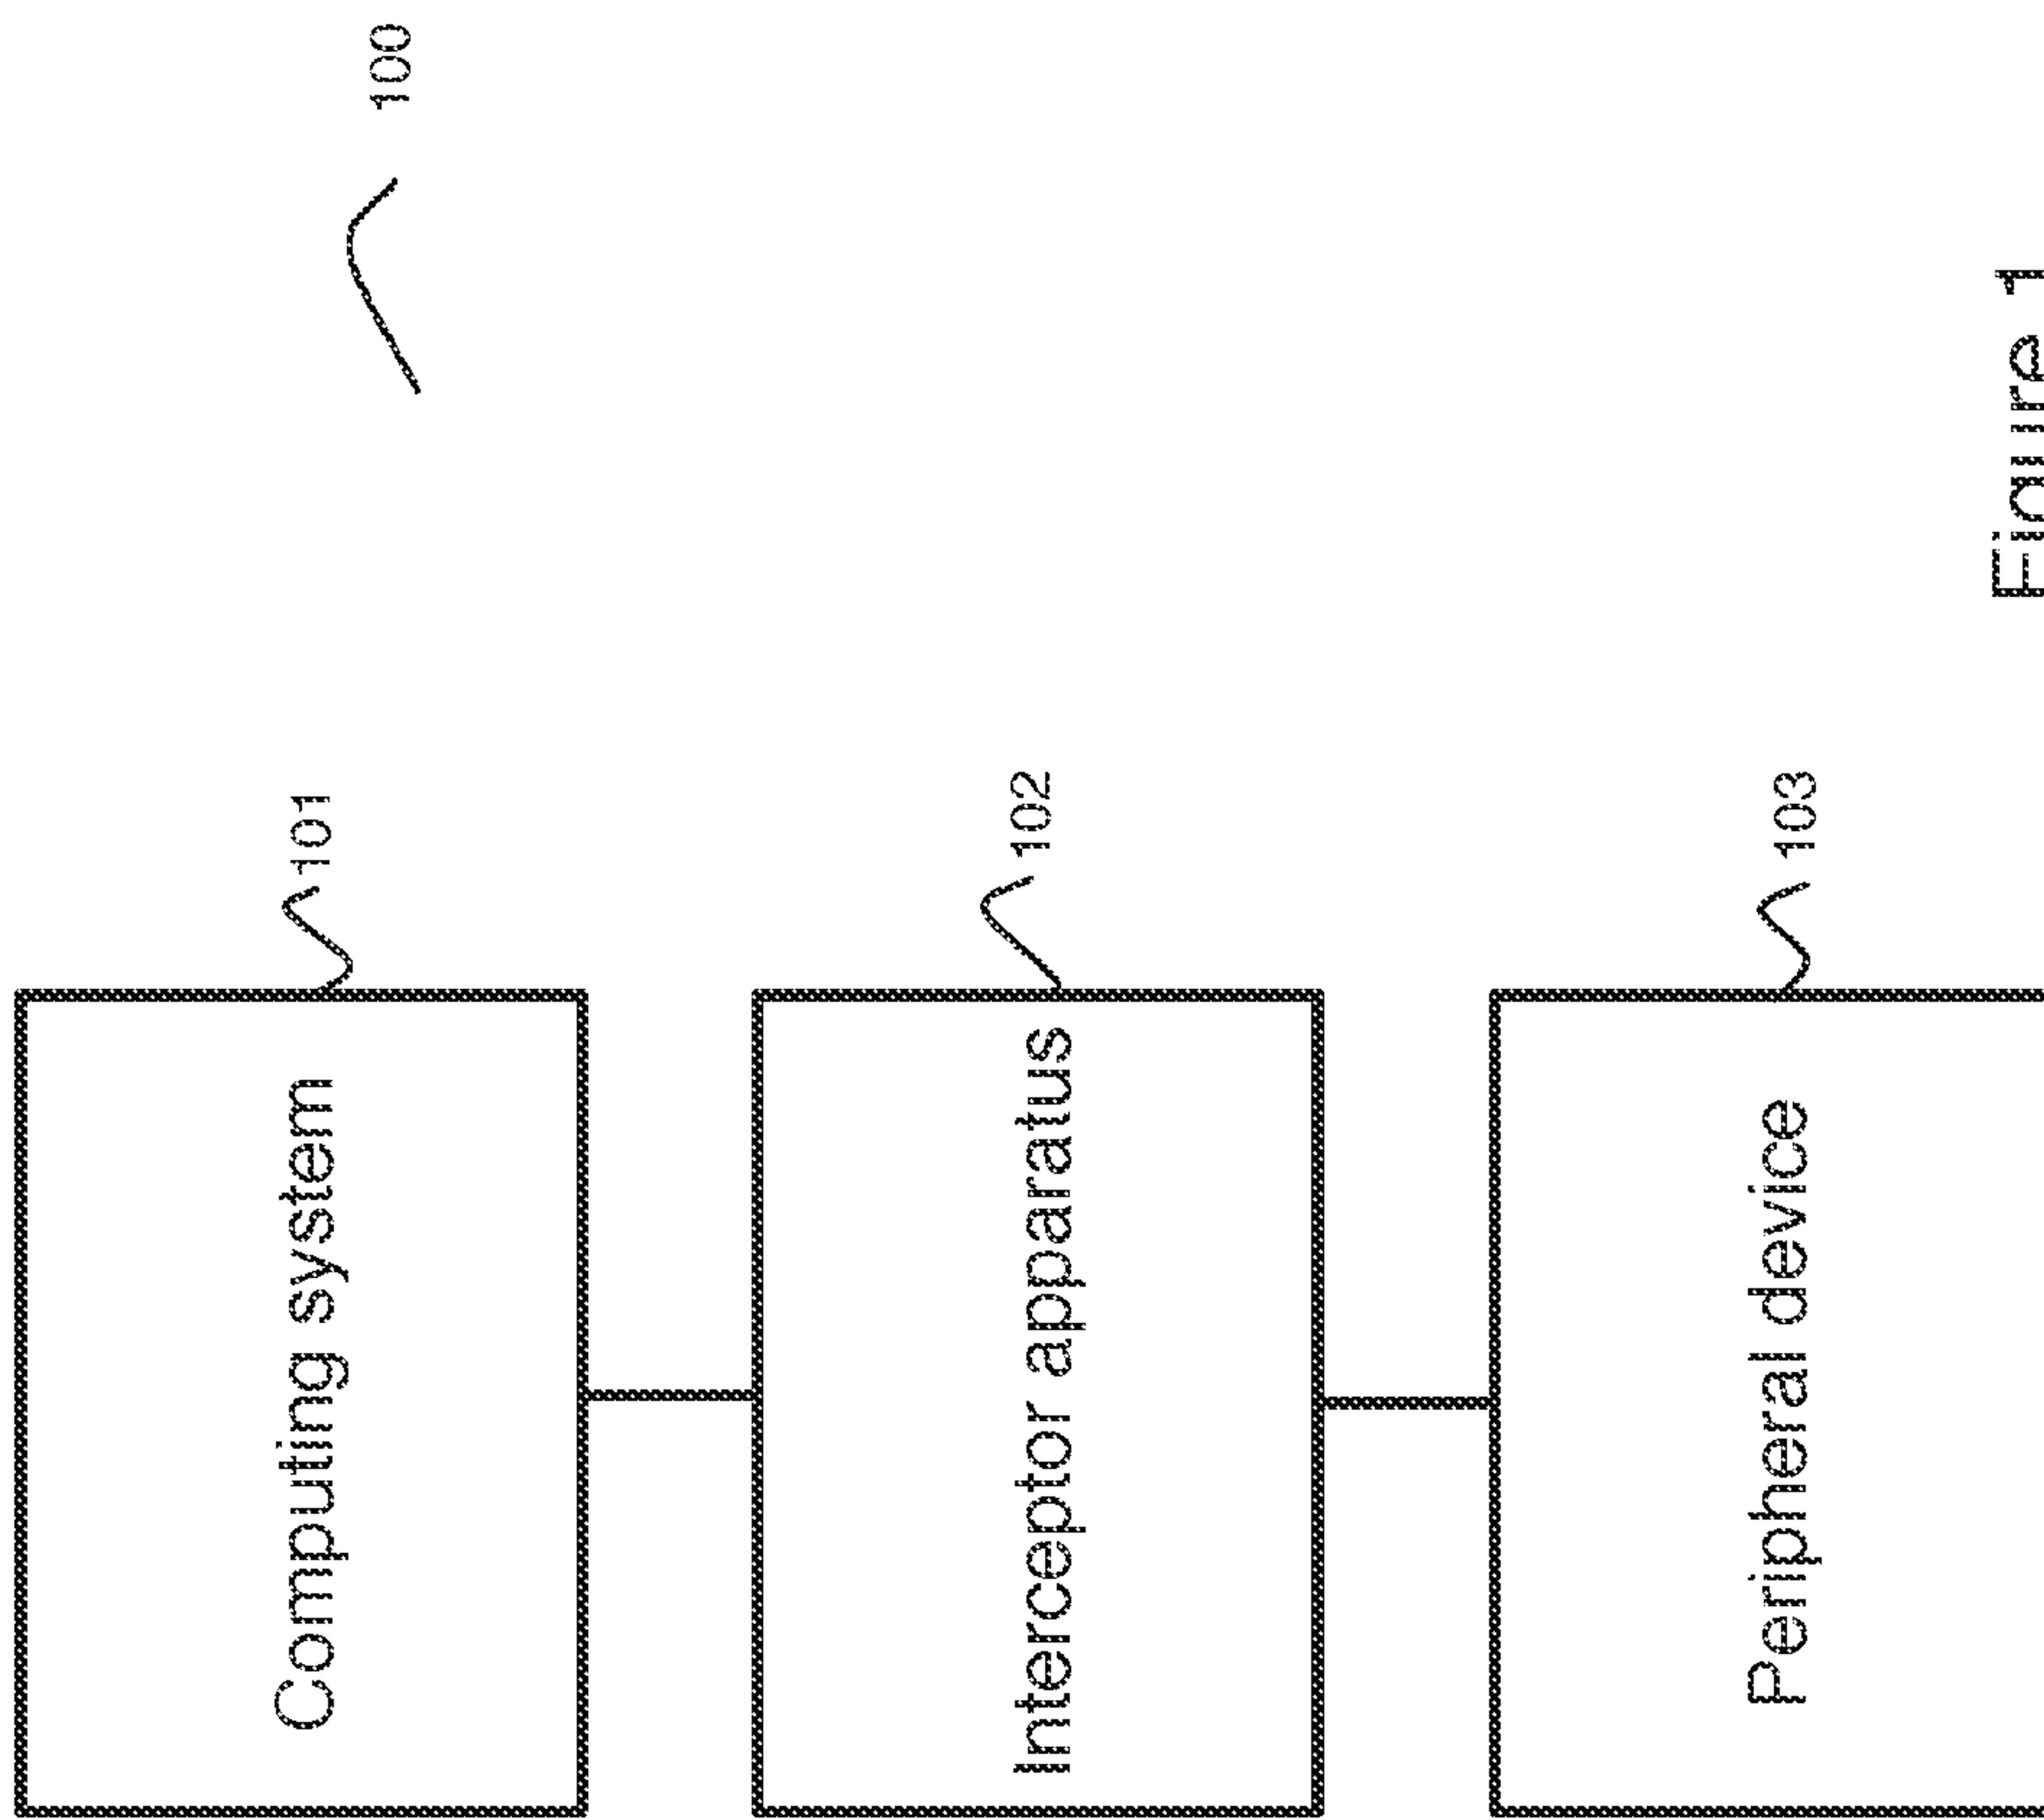 100
Computing system
101
Interceptor apparatus
102
Peripheral device
103
Figure 1